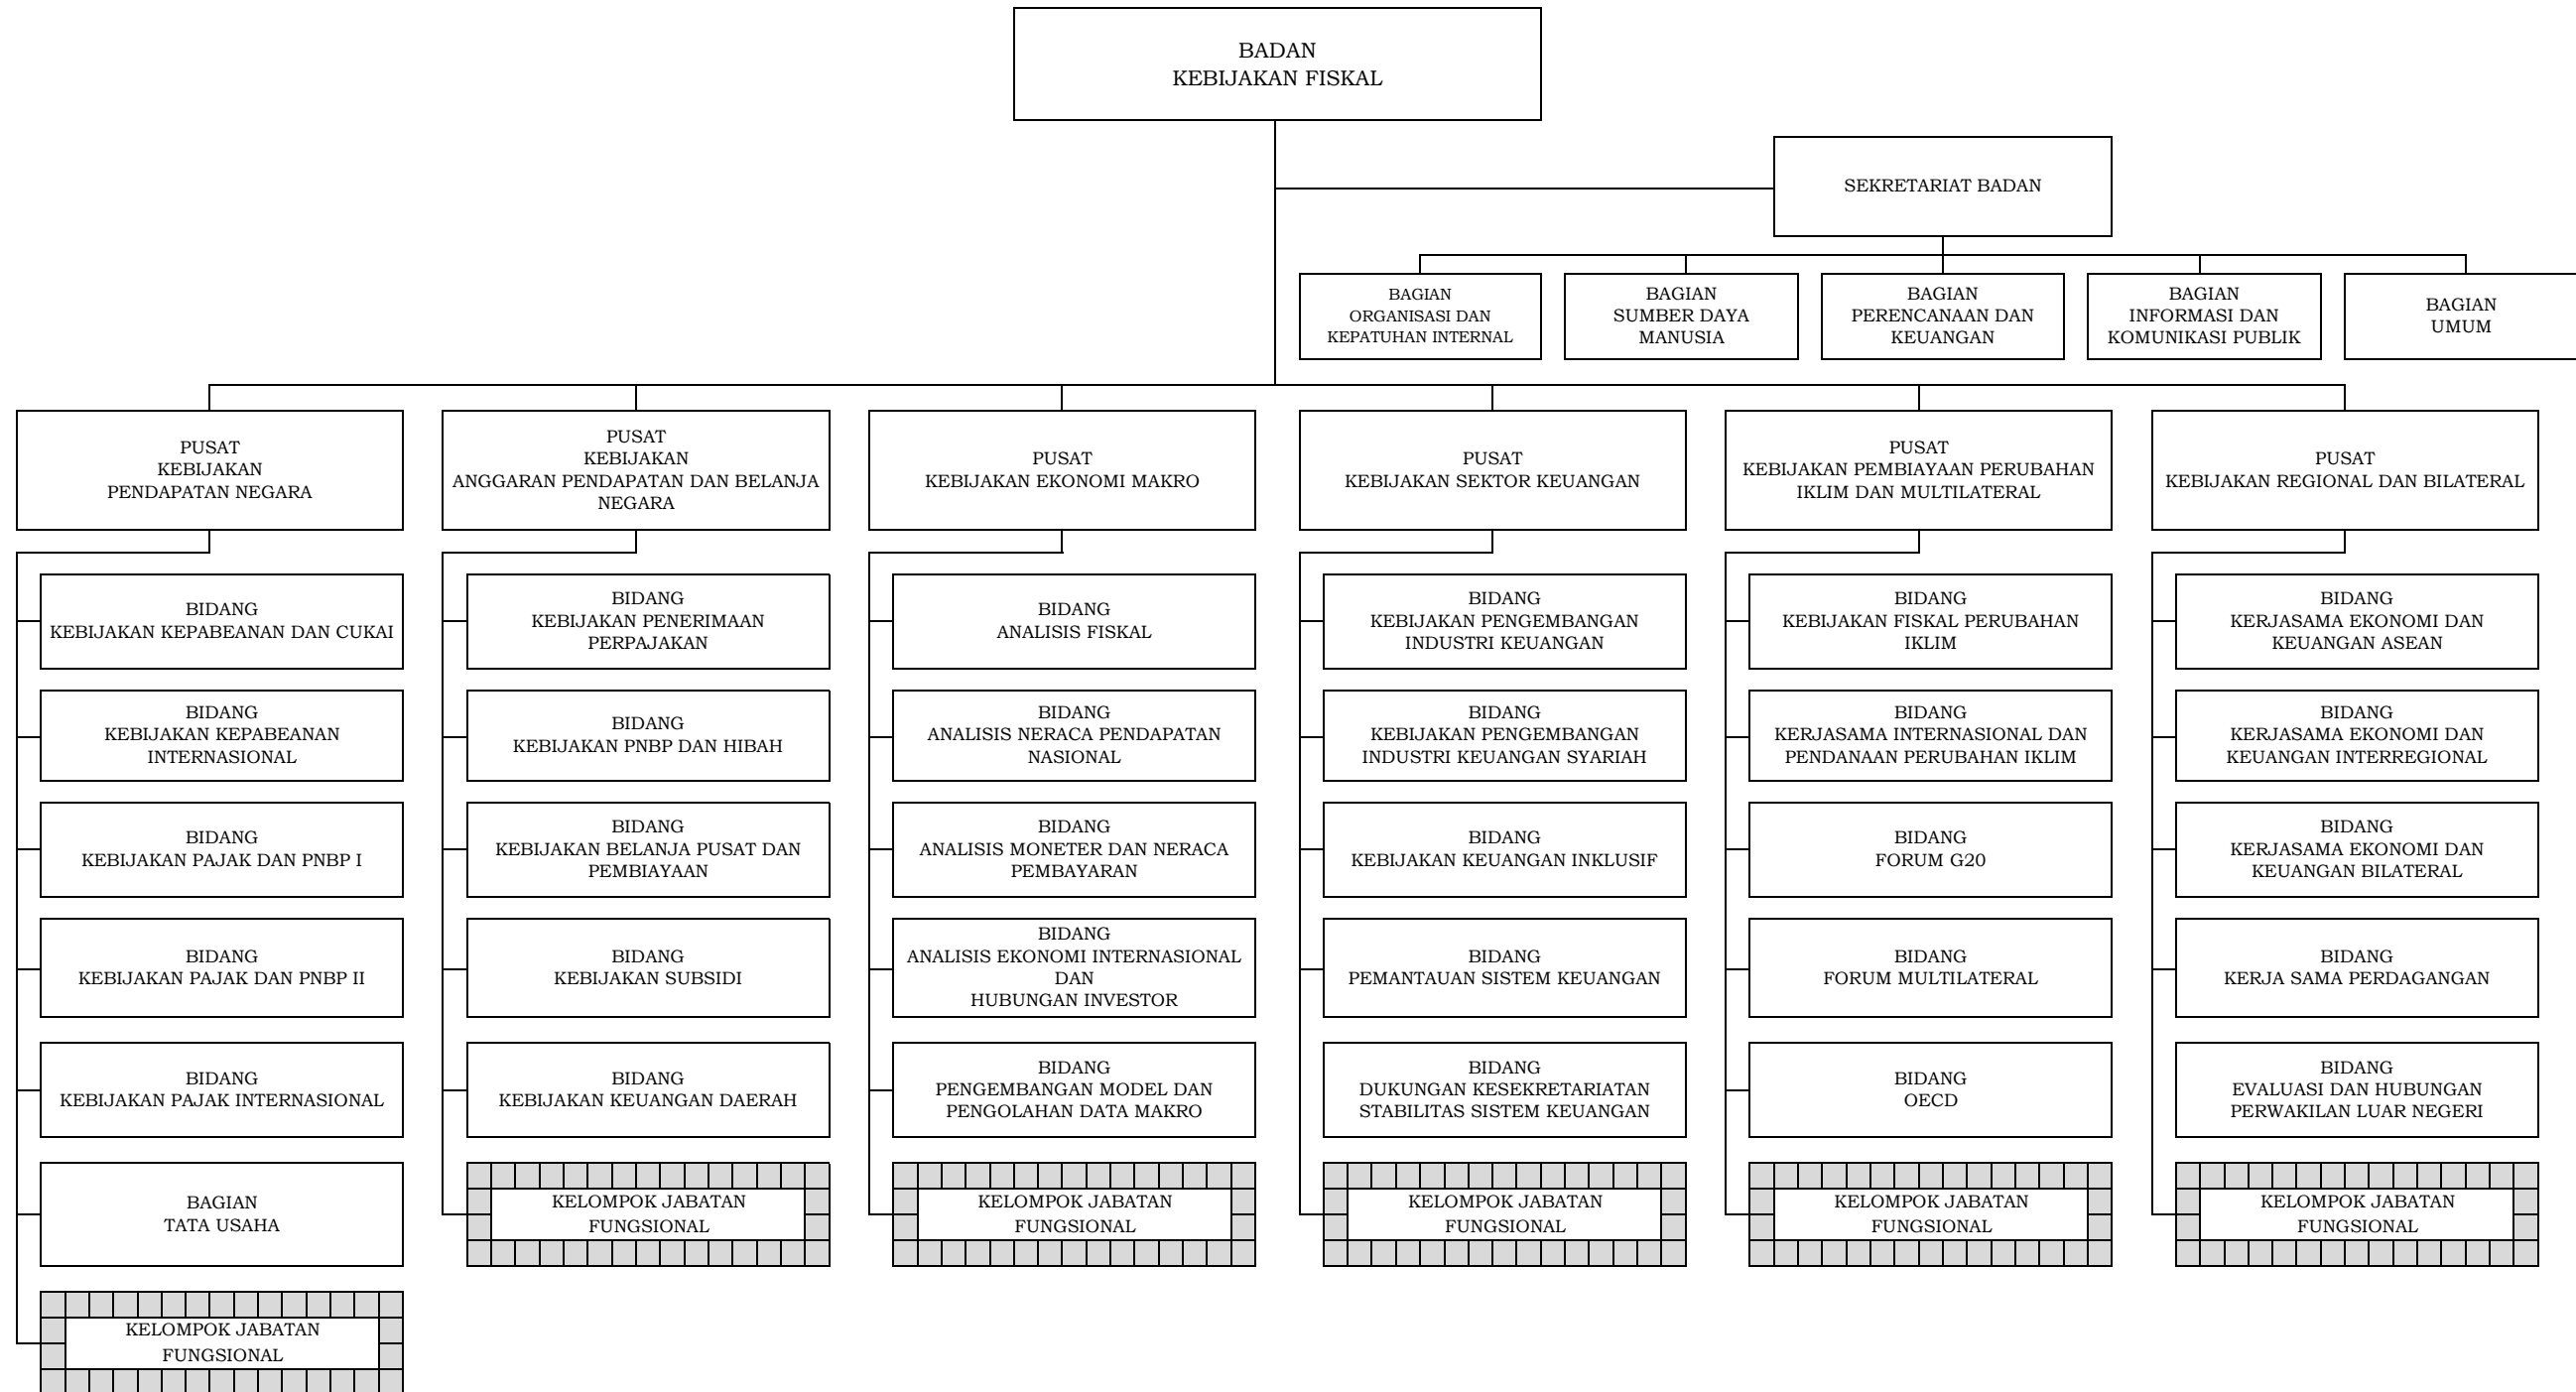 BADAN
KEBIJAKAN FISKAL
SEKRETARIAT BADAN
BAGIAN
ORGANISASI DAN
KEPATUHAN INTERNAL
BAGIAN
SUMBER DAYA
MANUSIA
BAGIAN
PERENCANAAN DAN
KEUANGAN
BAGIAN
INFORMASI DAN
KOMUNIKASI PUBLIK
BAGIAN
UMUM
PUSAT
KEBIJAKAN
PENDAPATAN NEGARA
BIDANG
KEBIJAKAN KEPABEANAN DAN CUKAI
BIDANG
KEBIJAKAN KEPABEANAN
INTERNASIONAL
BIDANG
KEBIJAKAN PAJAK DAN PNBP I
BIDANG
KEBIJAKAN PAJAK DAN PNBP II
BIDANG
KEBIJAKAN PAJAK INTERNASIONAL
BAGIAN
TATA USAHA
KELOMPOK JABATAN
FUNGSIONAL
PUSAT
KEBIJAKAN
ANGGARAN PENDAPATAN DAN BELANJA
NEGARA
BIDANG
KEBIJAKAN PENERIMAAN
PERPAJAKAN
BIDANG
KEBIJAKAN PNBP DAN HIBAH
BIDANG
KEBIJAKAN BELANJA PUSAT DAN
PEMBIAYAAN
BIDANG
KEBIJAKAN SUBSIDI
BIDANG
KEBIJAKAN KEUANGAN DAERAH
KELOMPOK JABATAN
FUNGSIONAL
PUSAT
KEBIJAKAN EKONOMI MAKRO
BIDANG
ANALISIS FISKAL
BIDANG
ANALISIS NERACA PENDAPATAN
NASIONAL
BIDANG
ANALISIS MONETER DAN NERACA
PEMBAYARAN
BIDANG
ANALISIS EKONOMI INTERNASIONAL
DAN
HUBUNGAN INVESTOR
BIDANG
PENGEMBANGAN MODEL DAN
PENGOLAHAN DATA MAKRO
KELOMPOK JABATAN
FUNGSIONAL
PUSAT
KEBIJAKAN SEKTOR KEUANGAN
BIDANG
KEBIJAKAN PENGEMBANGAN
INDUSTRI KEUANGAN
BIDANG
KEBIJAKAN PENGEMBANGAN
INDUSTRI KEUANGAN SYARIAH
BIDANG
KEBIJAKAN KEUANGAN INKLUSIF
BIDANG
PEMANTAUAN SISTEM KEUANGAN
BIDANG
DUKUNGAN KESEKRETARIATAN
STABILITAS SISTEM KEUANGAN
KELOMPOK JABATAN
FUNGSIONAL
PUSAT
KEBIJAKAN PEMBIAYAAN PERUBAHAN
IKLIM DAN MULTILATERAL
BIDANG
KEBIJAKAN FISKAL PERUBAHAN
IKLIM
BIDANG
KERJASAMA INTERNASIONAL DAN
PENDANAAN PERUBAHAN IKLIM
BIDANG
FORUM G20
BIDANG
FORUM MULTILATERAL
BIDANG
OECD
KELOMPOK JABATAN
FUNGSIONAL
PUSAT
KEBIJAKAN REGIONAL DAN BILATERAL
BIDANG
KERJASAMA EKONOMI DAN
KEUANGAN ASEAN
BIDANG
KERJASAMA EKONOMI DAN
KEUANGAN INTERREGIONAL
BIDANG
KERJASAMA EKONOMI DAN
KEUANGAN BILATERAL
BIDANG
KERJA SAMA PERDAGANGAN
BIDANG
EVALUASI DAN HUBUNGAN
PERWAKILAN LUAR NEGERI
KELOMPOK JABATAN
FUNGSIONAL